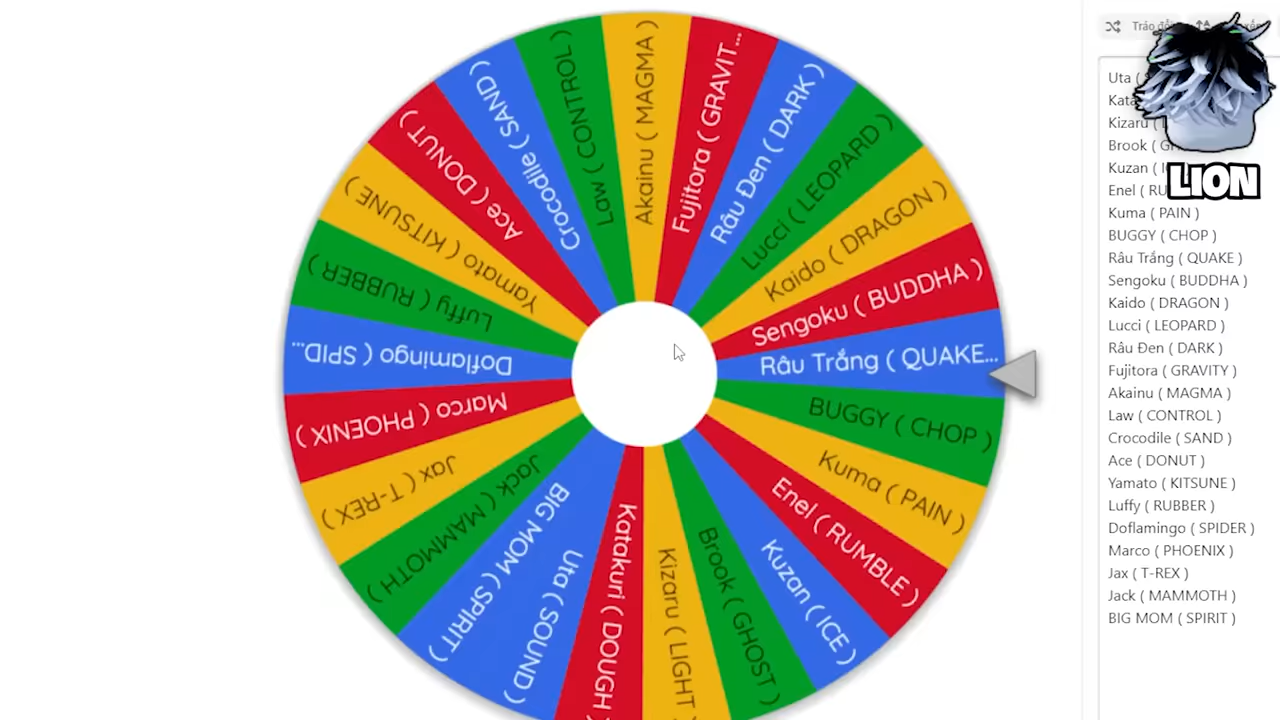 Akainu ( MAGMA )
Fujitora ( GRAVIT...
Râu Đen ( DARK )
Lucci ( LEOPARD )
Kaido ( DRAGON )
Sengoku ( BUDDHA )
Râu Trắng ( QUAKE...
BUGGY ( CHOP )
Kuma ( PAIN )
Enel ( RUMBLE )
Kuzan ( ICE )
Brook ( GHOST )
Kizaru ( LIGHT )
Katakuri ( DOUGH )
Uta ( SOUND )
BIG MOM ( SPIRIT )
Jack ( MAMMOTH )
Jax ( T-REX )
Marco ( PHOENIX )
Doflamingo ( SPID...
Luffy ( RUBBER )
Yamato ( KITSUNE )
Ace ( DONUT )
Crocodile ( SAND )
Law ( CONTROL )
LION
Uta (
Kizaru
Brook (
Kuzan (
Enel ( RU
Kuma ( PAIN )
BUGGY ( CHOP )
Râu Trắng ( QUAKE )
Sengoku ( BUDDHA )
Kaido ( DRAGON )
Lucci ( LEOPARD )
Râu Đen ( DARK )
Fujitora ( GRAVITY )
Akainu ( MAGMA )
Law ( CONTROL )
Crocodile ( SAND )
Ace ( DONUT )
Yamato ( KITSUNE )
Luffy ( RUBBER )
Doflamingo ( SPIDER )
Marco ( PHOENIX )
Jax ( T-REX )
Jack ( MAMMOTH )
BIG MOM ( SPIRIT )